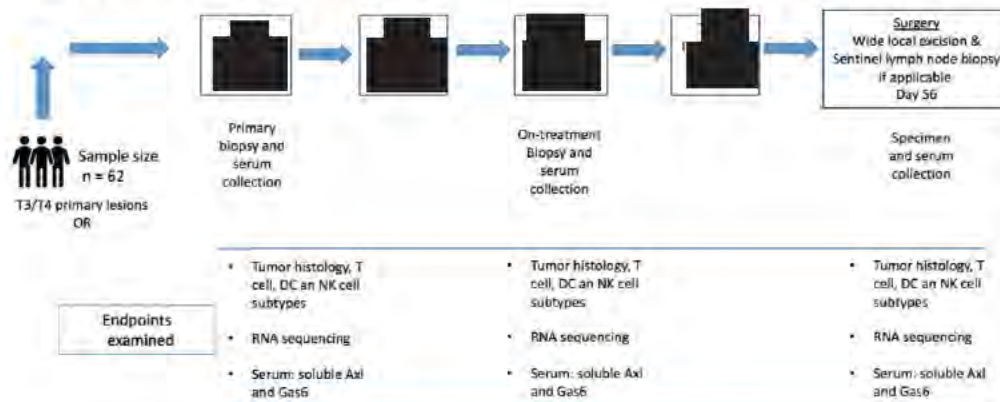 Surgery
Wide local excision &
Sentinel lymph node biopsy
if applicable
Day 56
Primary
biopsy and
serum
collection
On-treatment
Biopsy and
serum
collection
Specimen
and serum
collection
Sample size
n = 62
T3/T4 primary lesions
OR
Endpoints
examined
• Tumor histology, T
cell, DC an NK cell
subtypes
• RNA sequencing
• Serum: soluble Axl
and Gas6
• Tumor histology, T
cell, DC an NK cell
subtypes
• RNA sequencing
• Serum: soluble Axl
and Gas6
• Tumor histology, T
cell, DC an NK cell
subtypes
• RNA sequencing
• Serum: soluble Axl
and Gas6